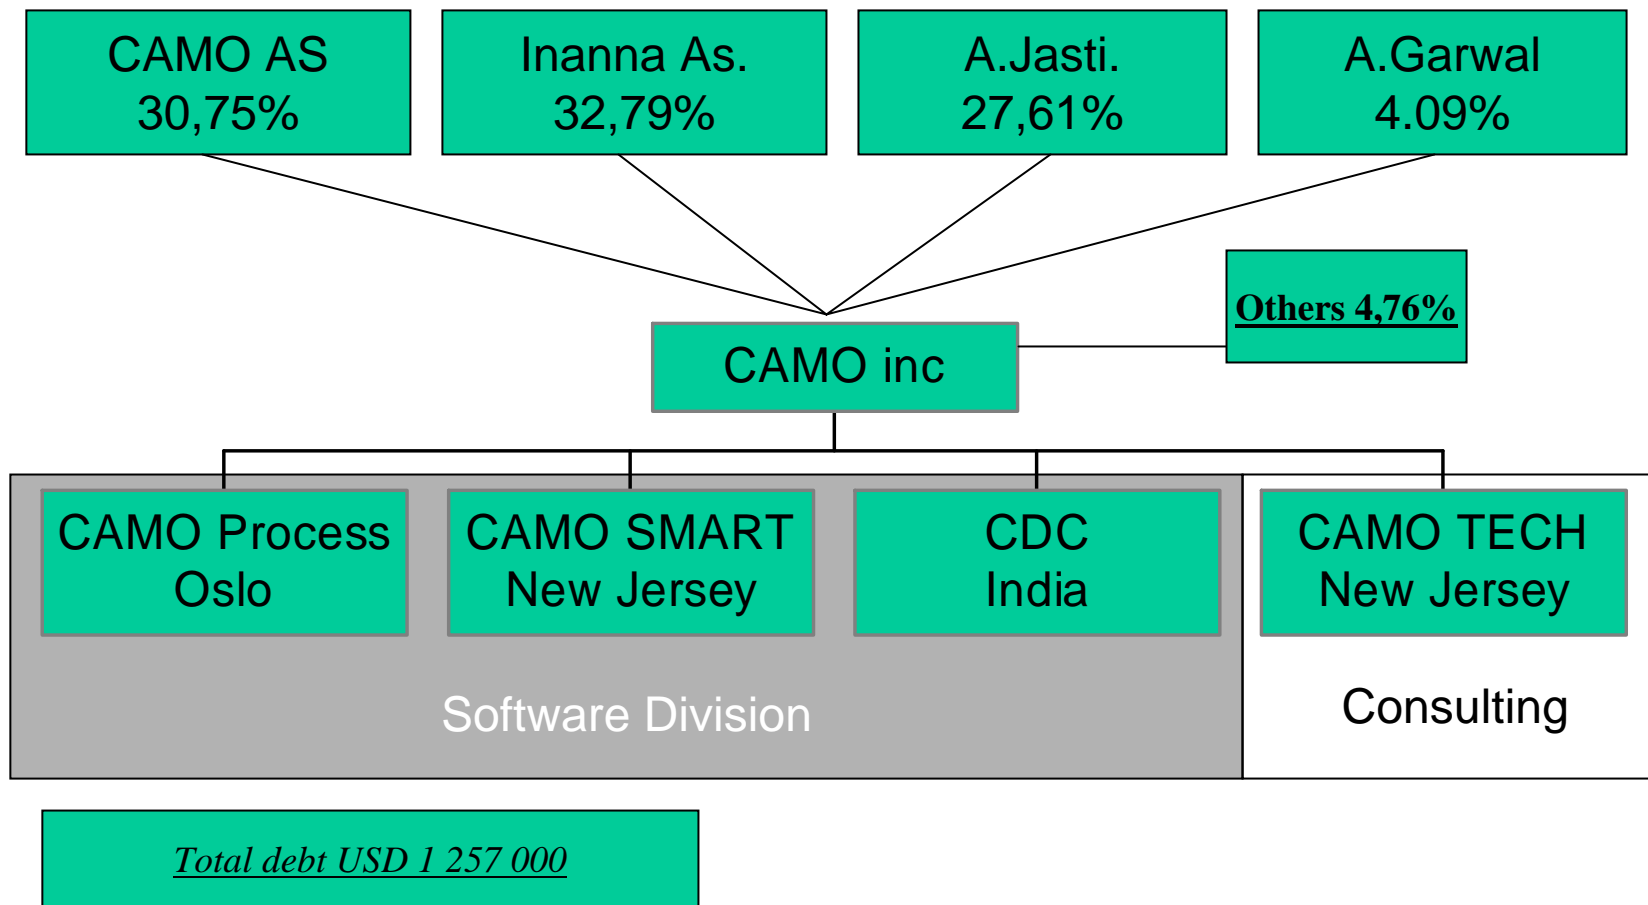 CAMO AS
30,75%
Inanna As.
32,79%
A.Jasti.
27,61%
A.Garwal
4.09%
Others 4,76%
CAMO inc
CAMO Process
Oslo
CAMO SMART
New Jersey
CDC
India
CAMO TECH
New Jersey
Software Division
Consulting
Total debt USD 1 257 000